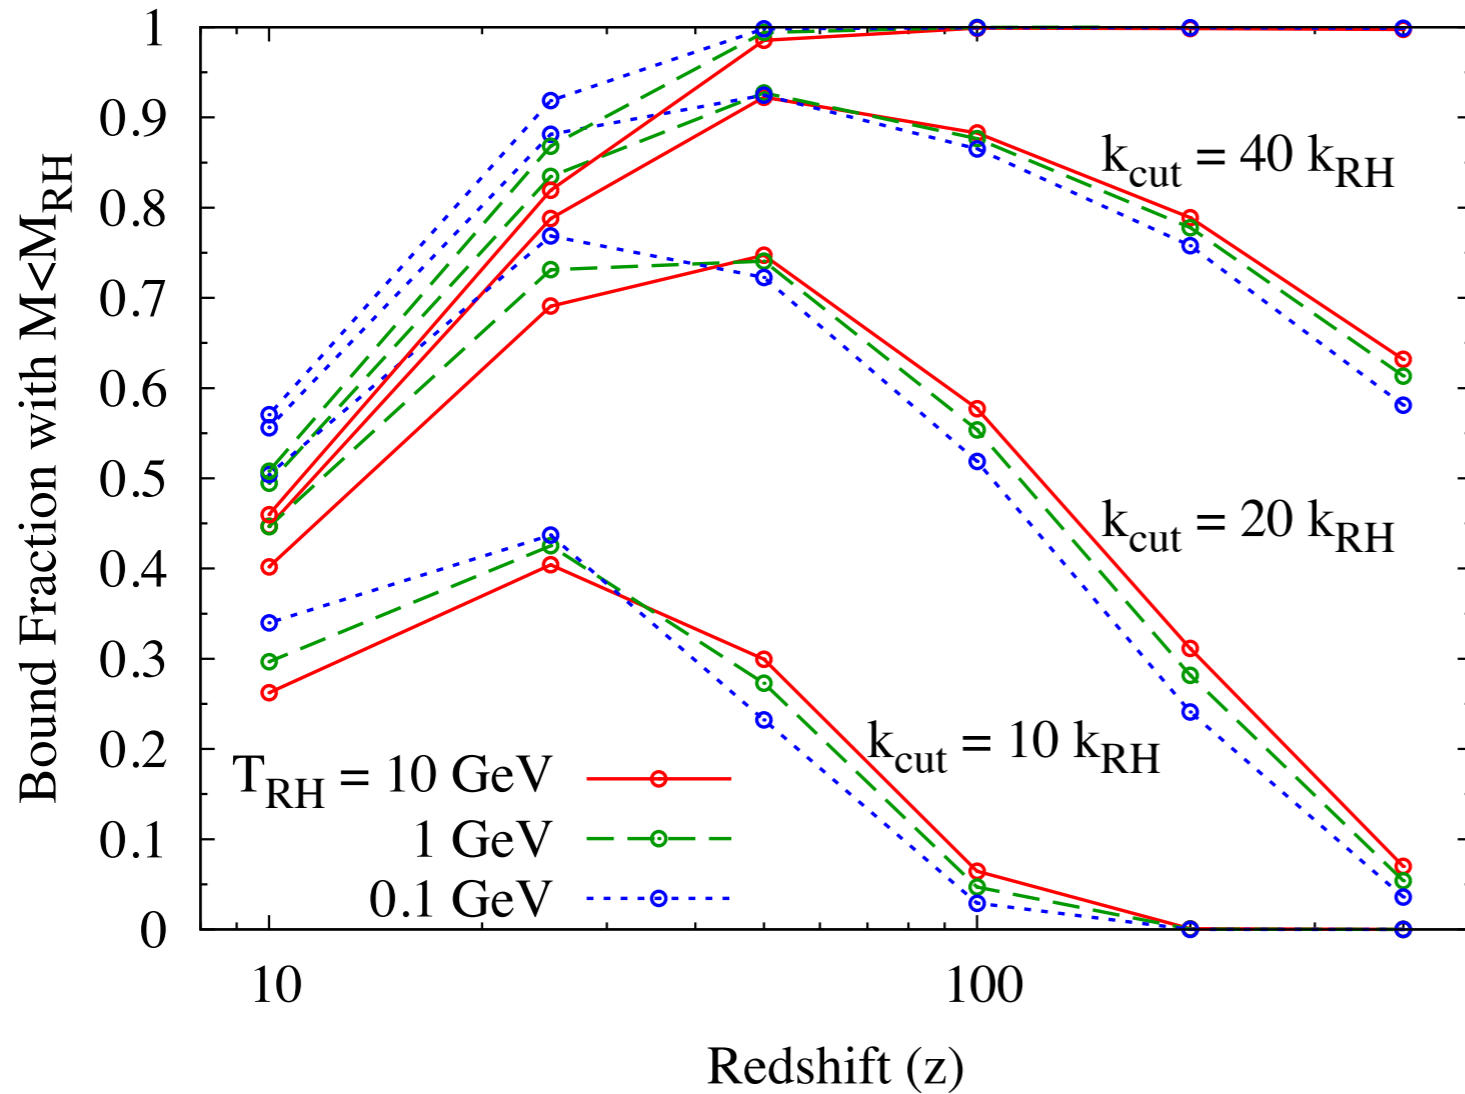 Bound Fraction with M<M_RH
1
0.9
0.8
0.7
0.6
0.5
0.4
0.3
0.2
0.1
0
k_cut = 40 k_RH
k_cut = 20 k_RH
k_cut = 10 k_RH
T_RH = 10 GeV
1 GeV
0.1 GeV
10
100
Redshift (z)